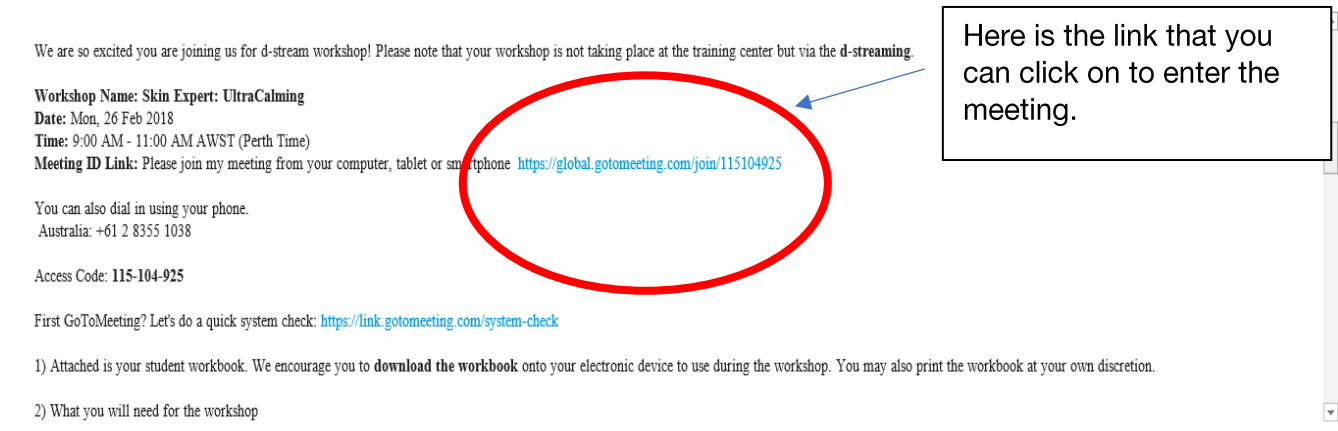 Here is the link that you
can click on to enter the
meeting.
We are so excited you are joining us for d-stream workshop! Please note that your workshop is not taking place at the training center but via the d-streaming.
Workshop Name: Skin Expert: UltraCalming
Date: Mon, 26 Feb 2018
Time: 9:00 AM - 11:00 AM AWST (Perth Time)
Meeting ID Link: Please join my meeting from your computer, tablet or smartphone https://global.gotomeeting.com/join/115104925
You can also dial in using your phone.
Australia: +61 2 8355 1038
Access Code: 115-104-925
First GoToMeeting? Let's do a quick system check: https://link.gotomeeting.com/system-check
1) Attached is your student workbook. We encourage you to download the workbook onto your electronic device to use during the workshop. You may also print the workbook at your own discretion.
2) What you will need for the workshop